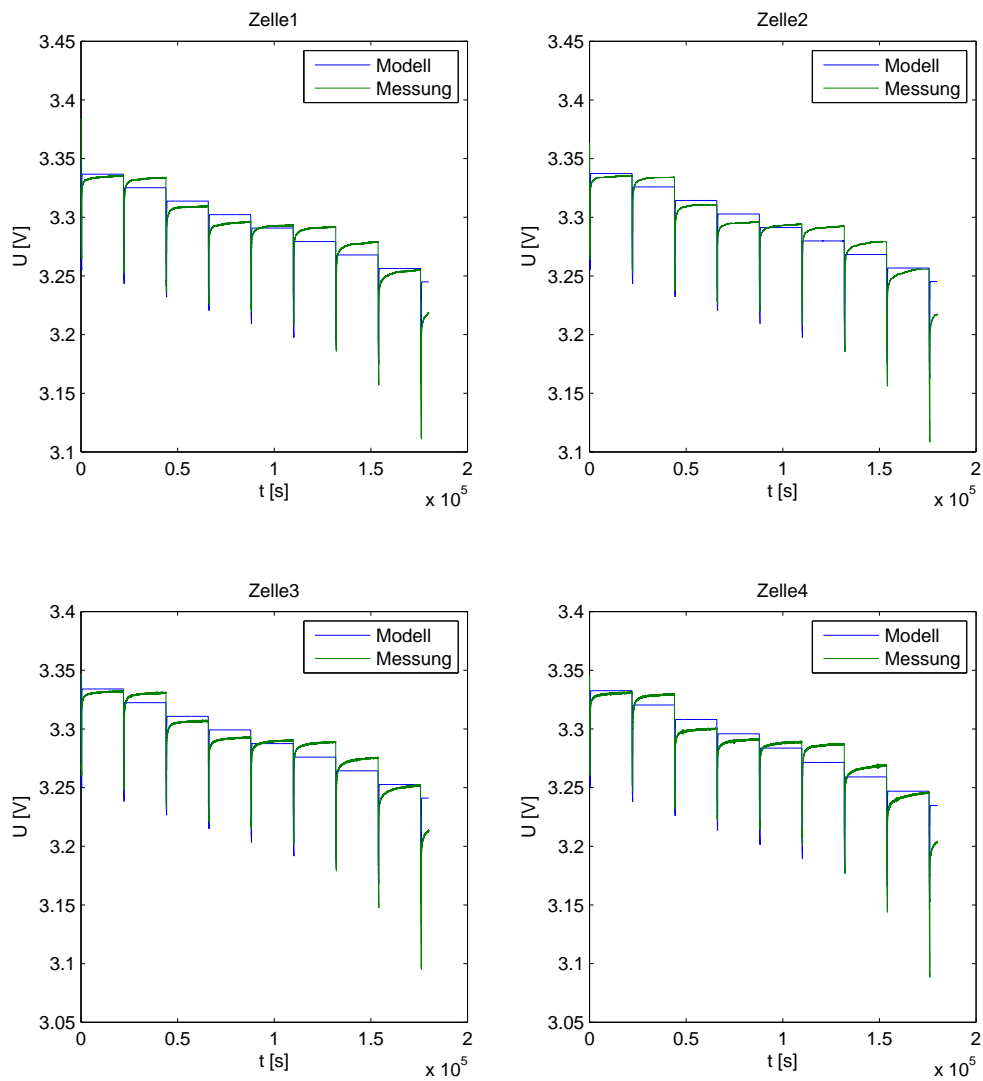 Zelle1
3.45
3.4
3.35
3.3
3.25
3.2
3.15
3.1
U [V]
0
0.5
1
1.5
2
x 10^5
t [s]
Modell
Messung
Zelle2
3.45
3.4
3.35
3.3
3.25
3.2
3.15
3.1
U [V]
0
0.5
1
1.5
2
x 10^5
t [s]
Modell
Messung
Zelle3
3.4
3.35
3.3
3.25
3.2
3.15
3.1
3.05
U [V]
0
0.5
1
1.5
2
x 10^5
t [s]
Modell
Messung
Zelle4
3.4
3.35
3.3
3.25
3.2
3.15
3.1
3.05
U [V]
0
0.5
1
1.5
2
x 10^5
t [s]
Modell
Messung